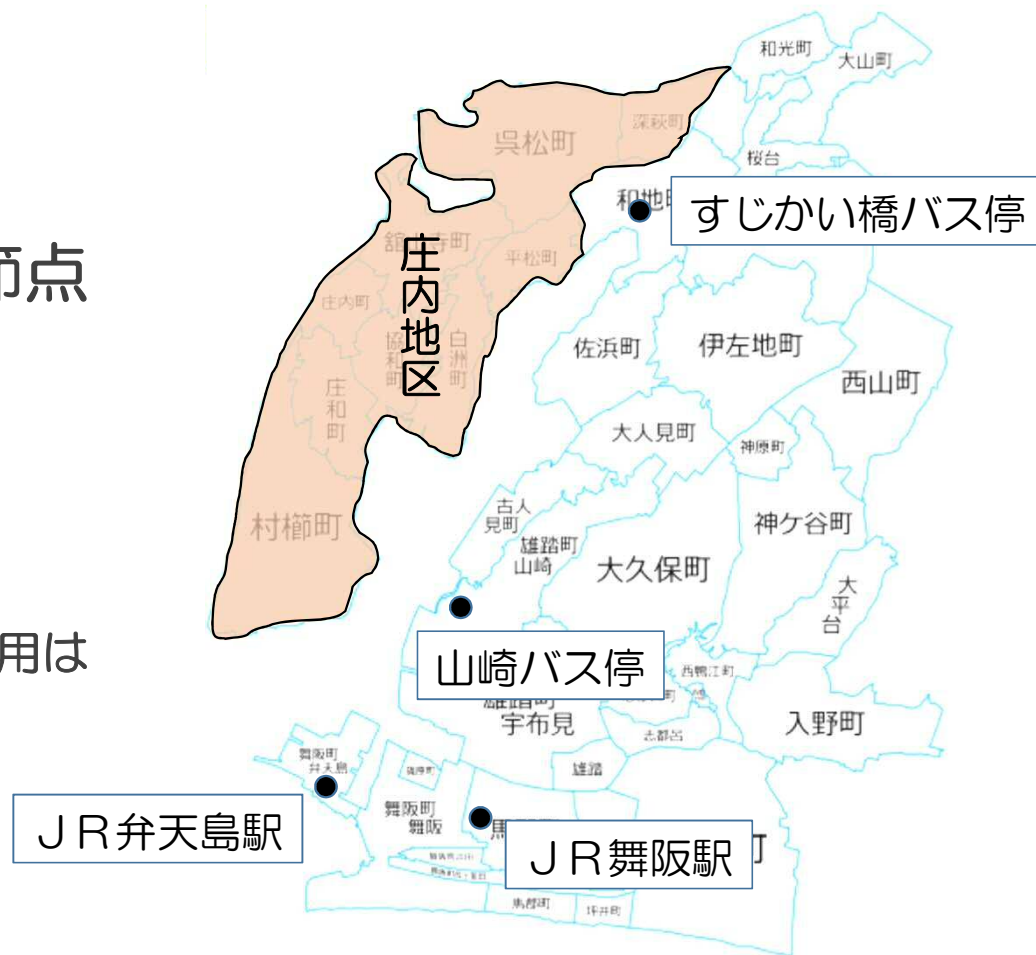 和光町
大山町
深萩町
呉松町
桜台
すじかい橋バス停
節点
平松町
庄内地区
庄内町
協和町
白洲町
庄和町
佐浜町
伊左地町
西山町
大人見町
神原町
村櫛町
古人
見町
雄踏町
山崎
神ケ谷町
大久保町
大平台
用は
山崎バス停
西鴨江町
宇布見
入野町
志都呂
舞阪町
弁天島
雄踏
舞阪町
舞阪
JR弁天島駅
JR舞阪駅
馬郡町
坪井町